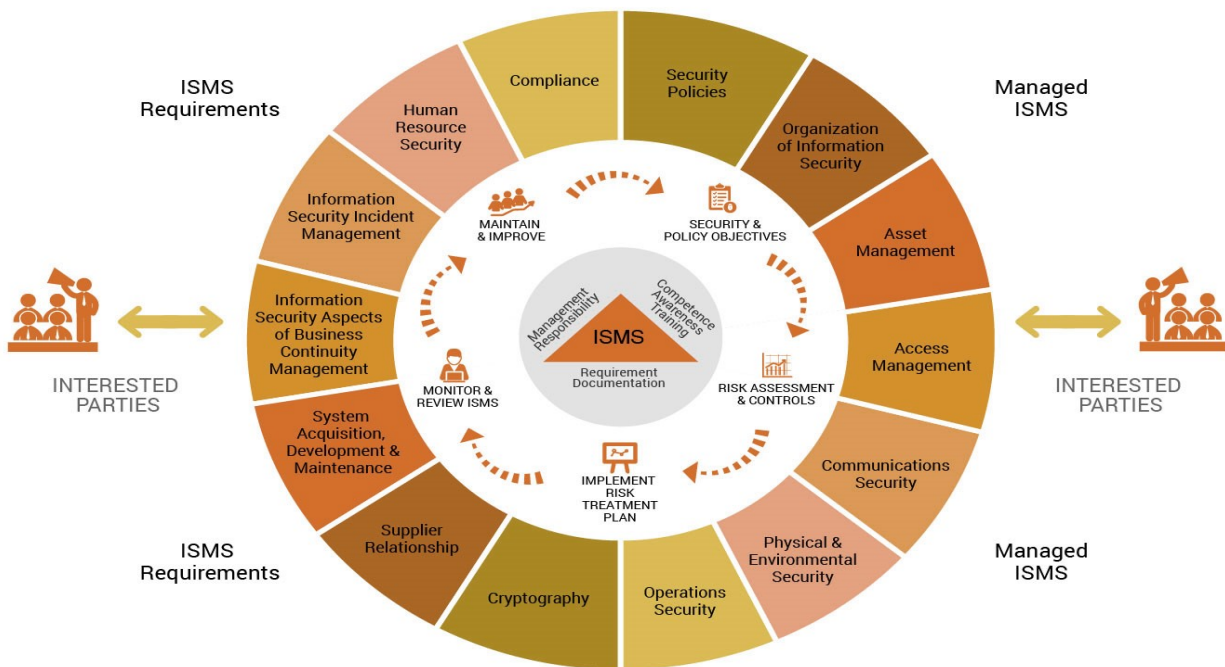 ISMS
Requirements
Managed
ISMS
Compliance
Security
Policies
Organization
of Information
Security
Asset
Management
Access
Management
Communications
Security
Physical &
Environmental
Security
Operations
Security
Cryptography
Supplier
Relationship
System
Acquisition,
Development &
Maintenance
Information
Security Aspects
of Business
Continuity
Management
Information
Security Incident
Management
Human
Resource
Security
MAINTAIN
& IMPROVE
SECURITY &
POLICY OBJECTIVES
RISK ASSESSMENT
& CONTROLS
IMPLEMENT
RISK
TREATMENT
PLAN
MONITOR &
REVIEW ISMS
Management
Responsibility
Competence
Awareness
Training
ISMS
Requirement
Documentation
INTERESTED
PARTIES
INTERESTED
PARTIES
ISMS
Requirements
Managed
ISMS